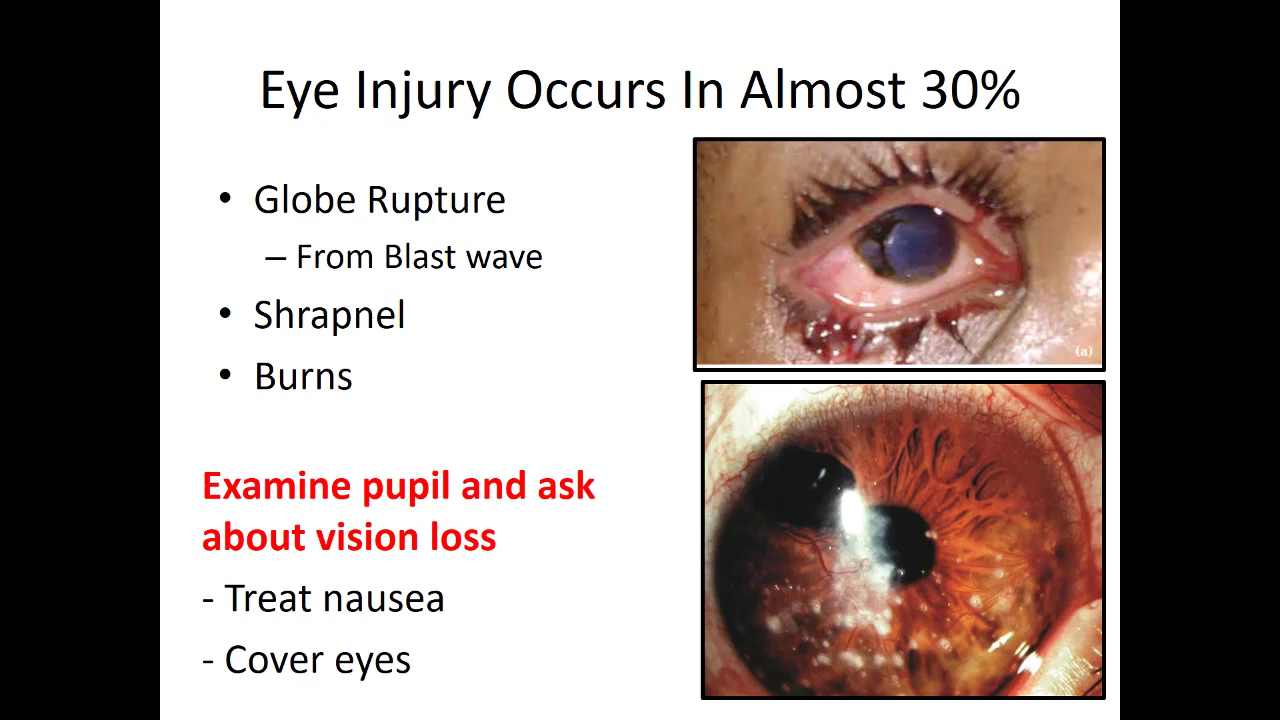 Eye Injury Occurs In Almost 30%
• Globe Rupture
– From Blast wave
• Shrapnel
• Burns
(a)
Examine pupil and ask
about vision loss
- Treat nausea
- Cover eyes